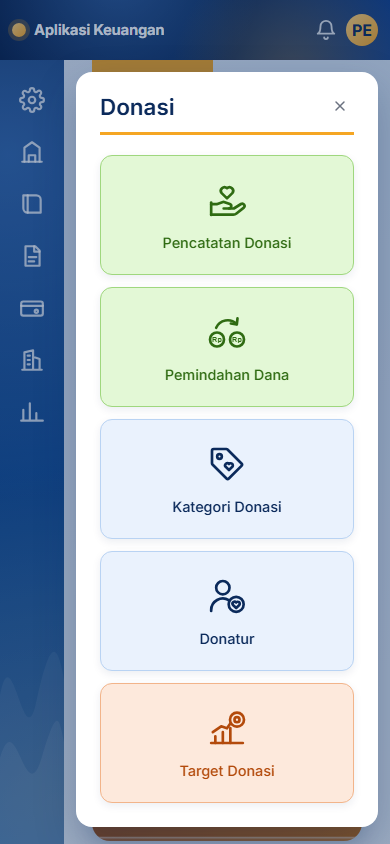 Aplikasi Keuangan
PE
Donasi
Pencatatan Donasi
Rp Rp
Pemindahan Dana
Kategori Donasi
Donatur
Target Donasi